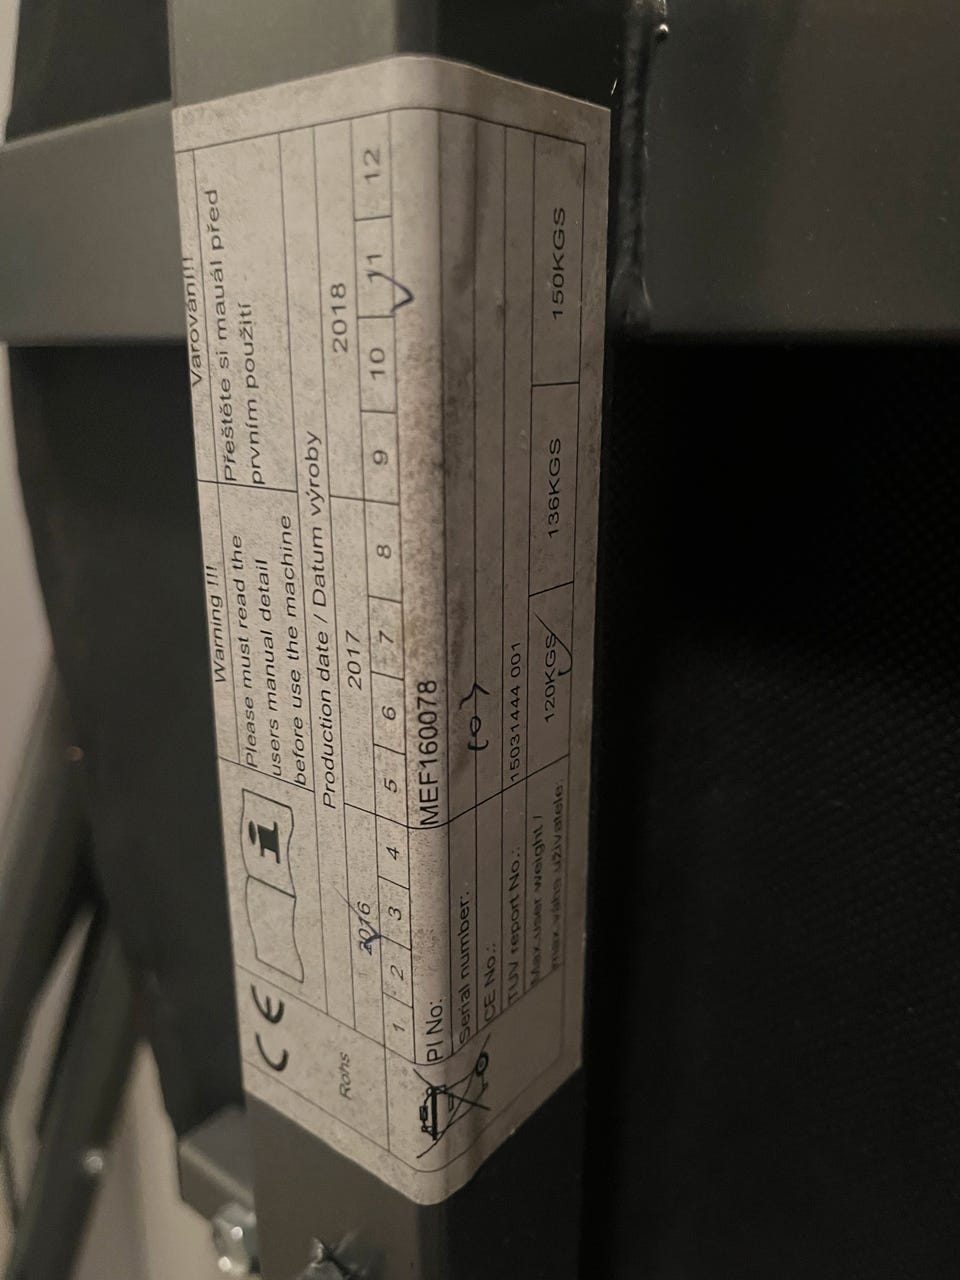 CE
i
Warning !!!
Please must read the
users manual detail
before use the machine
Varování!!
Přeštěte si mauál před
prvním použití
Rohs
Production date / Datum výroby
2016 2017 2018
1 2 3 4 5 6 7 8 9 10 11 12
PI No: MEF160078
Serial number:
CE No.:
TUV report No.: 15031444 001
Max.user weight / 120KGS 136KGS 150KGS
max.váha uživatele: